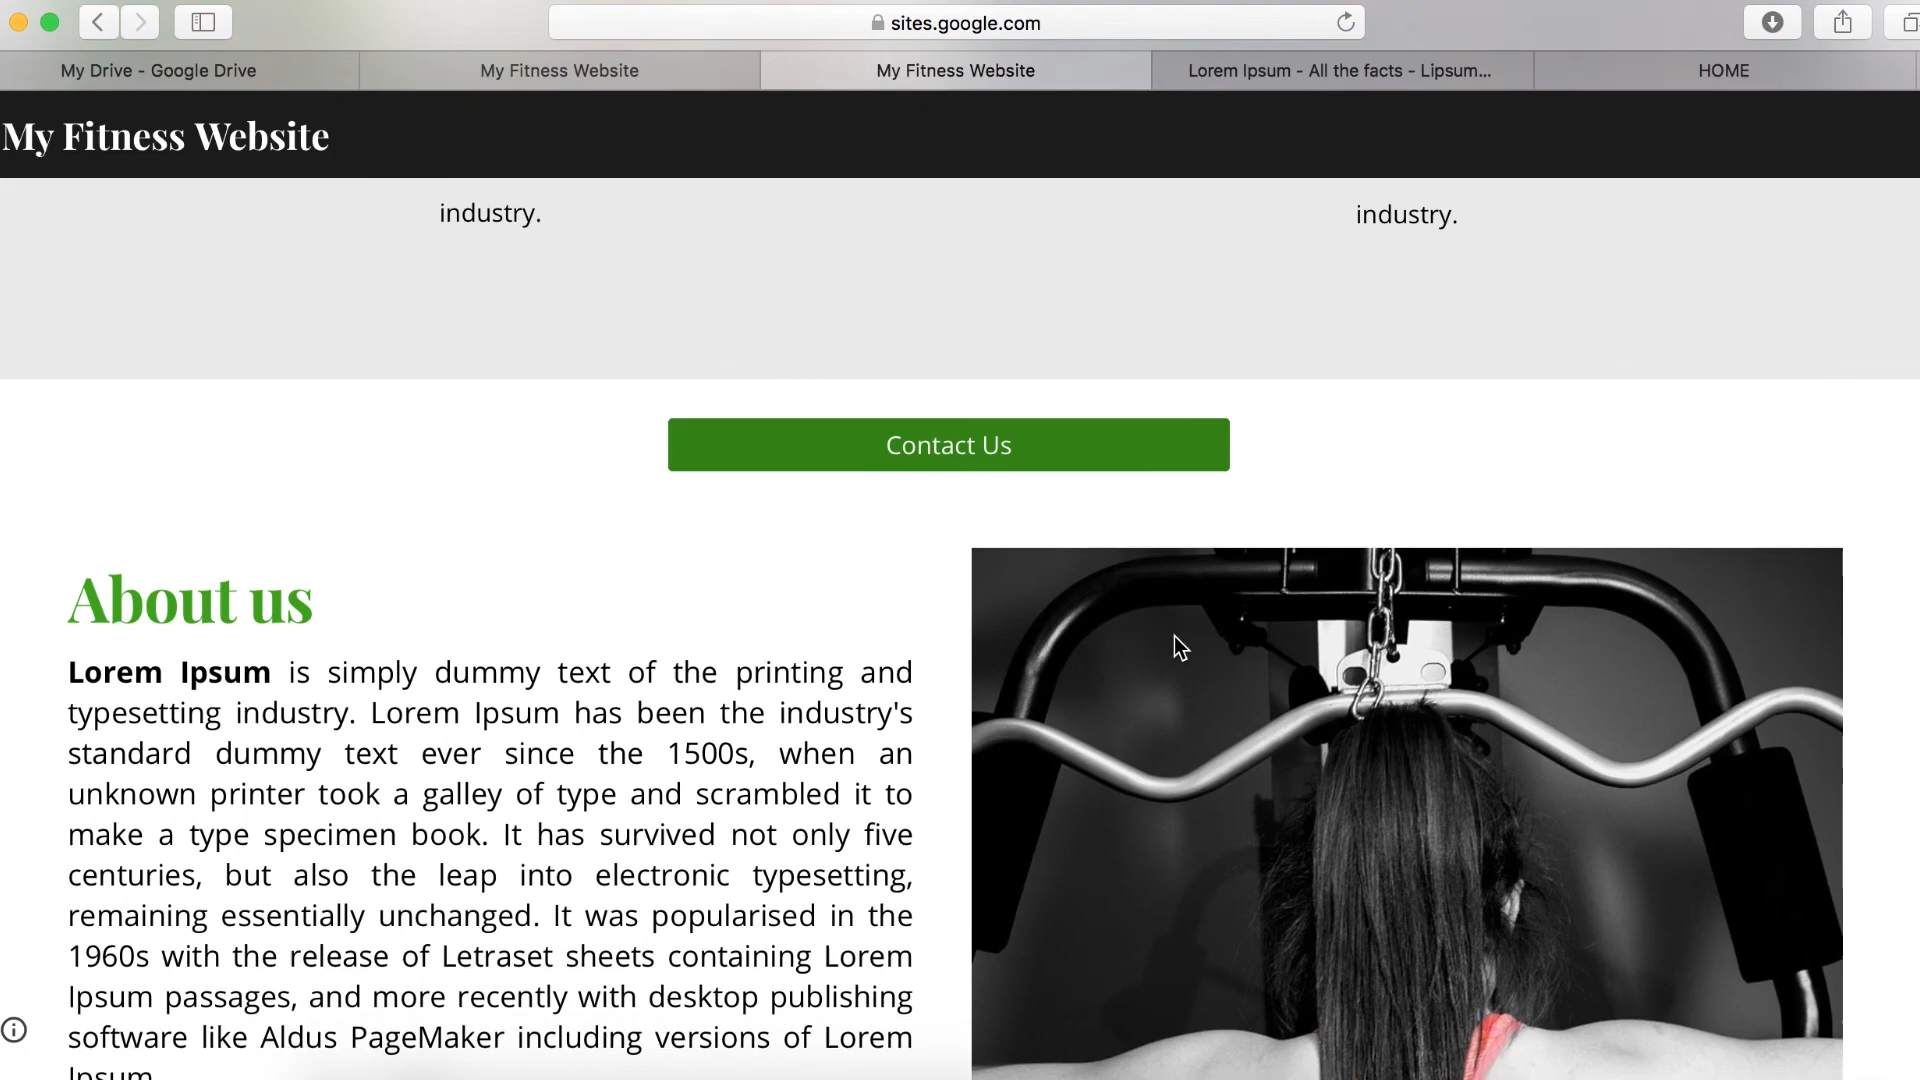 sites.google.com
My Drive - Google Drive
My Fitness Website
My Fitness Website
Lorem Ipsum - All the facts - Lipsum...
HOME
My Fitness Website
industry.
industry.
Contact Us
About us
Lorem Ipsum is simply dummy text of the printing and
typesetting industry. Lorem Ipsum has been the industry's
standard dummy text ever since the 1500s, when an
unknown printer took a galley of type and scrambled it to
make a type specimen book. It has survived not only five
centuries, but also the leap into electronic typesetting,
remaining essentially unchanged. It was popularised in the
1960s with the release of Letraset sheets containing Lorem
Ipsum passages, and more recently with desktop publishing
software like Aldus PageMaker including versions of Lorem
Ipsum.